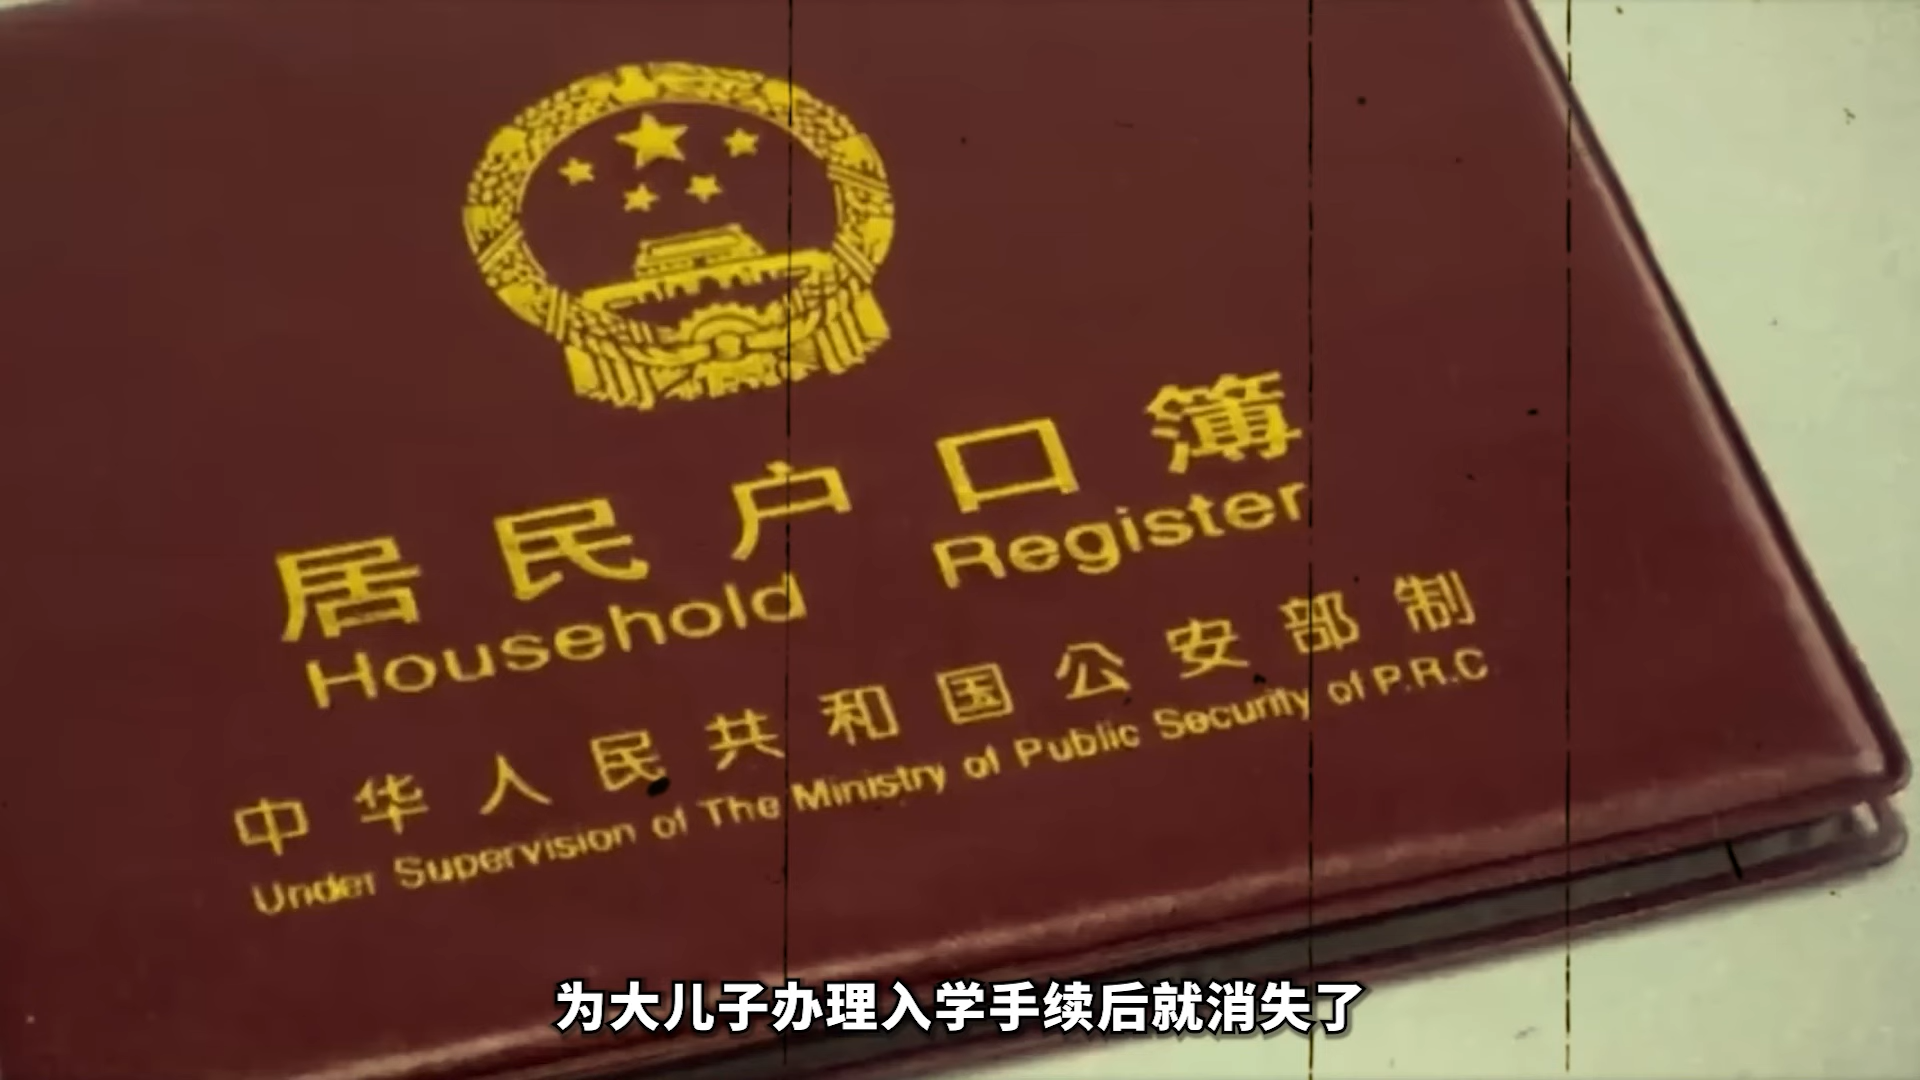 居民户口簿
Household Register
中华人民共和国公安部制
Under Supervision of The Ministry of Public Security of P.R.C
为大儿子办理入学手续后就消失了